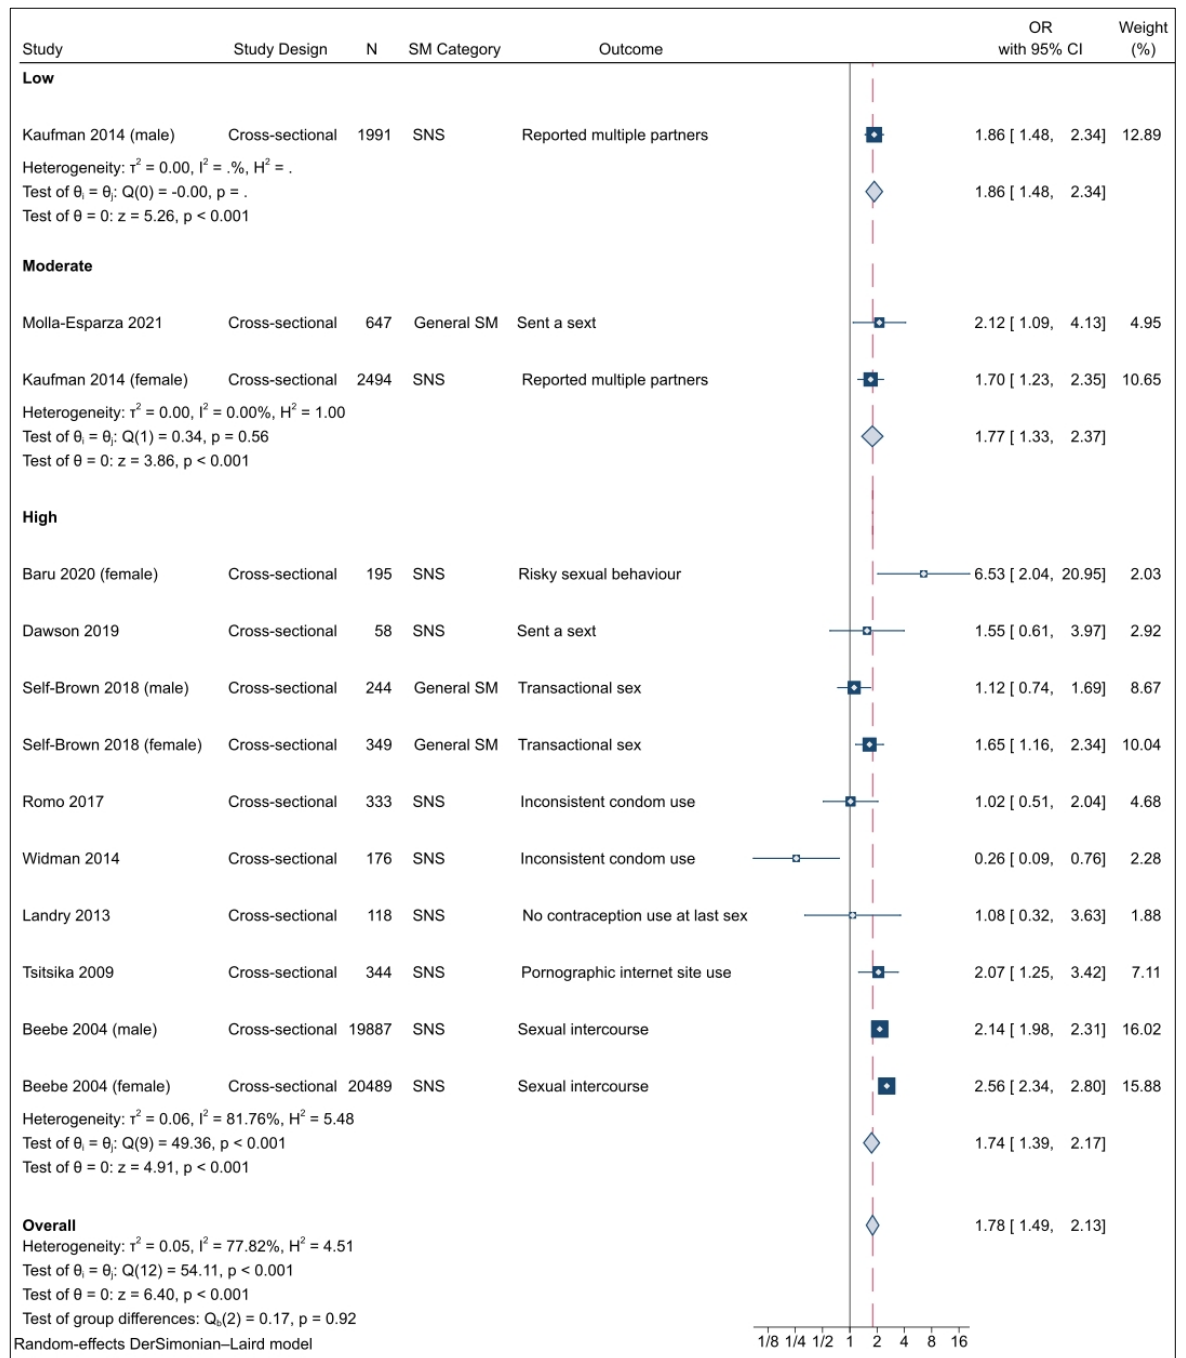 OR Weight
Study Study Design N SM Category Outcome with 95% CI (%)
Low
Kaufman 2014 (male) Cross-sectional 1991 SNS Reported multiple partners 1.86 [ 1.48, 2.34] 12.89
Heterogeneity: τ² = 0.00, I² = .%, H² = .
Test of θᵢ = θⱼ: Q(0) = -0.00, p = . 1.86 [ 1.48, 2.34]
Test of θ = 0: z = 5.26, p < 0.001
Moderate
Molla-Esparza 2021 Cross-sectional 647 General SM Sent a sext 2.12 [ 1.09, 4.13] 4.95
Kaufman 2014 (female) Cross-sectional 2494 SNS Reported multiple partners 1.70 [ 1.23, 2.35] 10.65
Heterogeneity: τ² = 0.00, I² = 0.00%, H² = 1.00
Test of θᵢ = θⱼ: Q(1) = 0.34, p = 0.56 1.77 [ 1.33, 2.37]
Test of θ = 0: z = 3.86, p < 0.001
High
Baru 2020 (female) Cross-sectional 195 SNS Risky sexual behaviour 6.53 [ 2.04, 20.95] 2.03
Dawson 2019 Cross-sectional 58 SNS Sent a sext 1.55 [ 0.61, 3.97] 2.92
Self-Brown 2018 (male) Cross-sectional 244 General SM Transactional sex 1.12 [ 0.74, 1.69] 8.67
Self-Brown 2018 (female) Cross-sectional 349 General SM Transactional sex 1.65 [ 1.16, 2.34] 10.04
Romo 2017 Cross-sectional 333 SNS Inconsistent condom use 1.02 [ 0.51, 2.04] 4.68
Widman 2014 Cross-sectional 176 SNS Inconsistent condom use 0.26 [ 0.09, 0.76] 2.28
Landry 2013 Cross-sectional 118 SNS No contraception use at last sex 1.08 [ 0.32, 3.63] 1.88
Tsitsika 2009 Cross-sectional 344 SNS Pornographic internet site use 2.07 [ 1.25, 3.42] 7.11
Beebe 2004 (male) Cross-sectional 19887 SNS Sexual intercourse 2.14 [ 1.98, 2.31] 16.02
Beebe 2004 (female) Cross-sectional 20489 SNS Sexual intercourse 2.56 [ 2.34, 2.80] 15.88
Heterogeneity: τ² = 0.06, I² = 81.76%, H² = 5.48
Test of θᵢ = θⱼ: Q(9) = 49.36, p < 0.001 1.74 [ 1.39, 2.17]
Test of θ = 0: z = 4.91, p < 0.001
Overall 1.78 [ 1.49, 2.13]
Heterogeneity: τ² = 0.05, I² = 77.82%, H² = 4.51
Test of θᵢ = θⱼ: Q(12) = 54.11, p < 0.001
Test of θ = 0: z = 6.40, p < 0.001
Test of group differences: Q_b(2) = 0.17, p = 0.92
Random-effects DerSimonian–Laird model 1/8 1/4 1/2 1 2 4 8 16